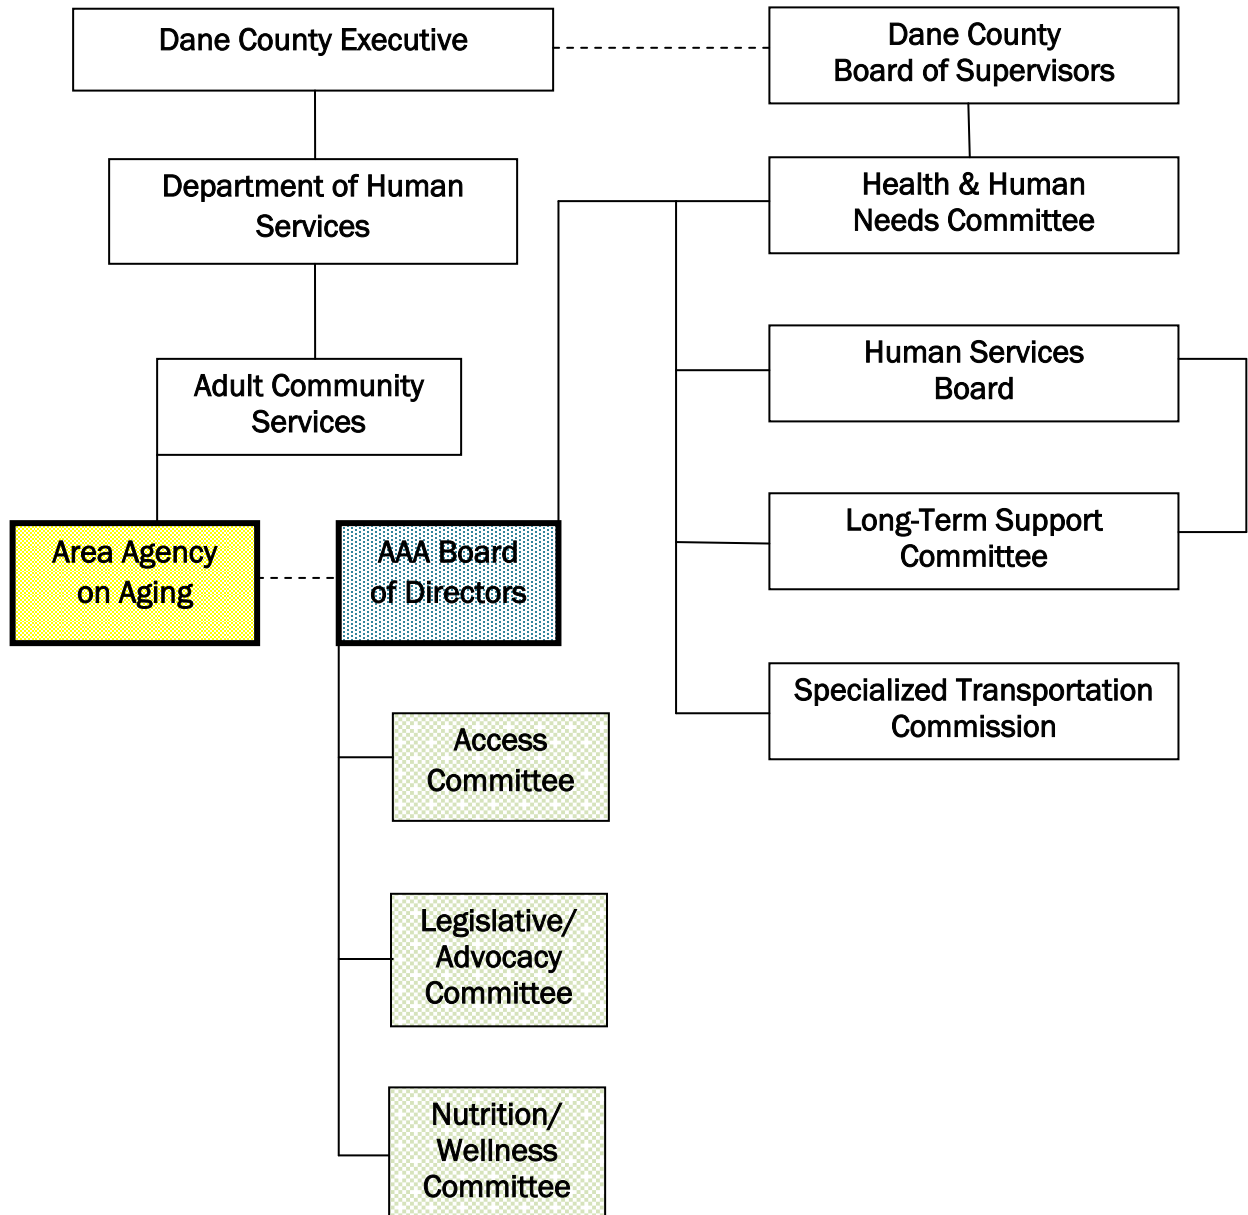 Dane County Executive
Dane County
Board of Supervisors
Department of Human
Services
Health & Human
Needs Committee
Adult Community
Services
Human Services
Board
Area Agency
on Aging
AAA Board
of Directors
Long-Term Support
Committee
Specialized Transportation
Commission
Access
Committee
Legislative/
Advocacy
Committee
Nutrition/
Wellness
Committee